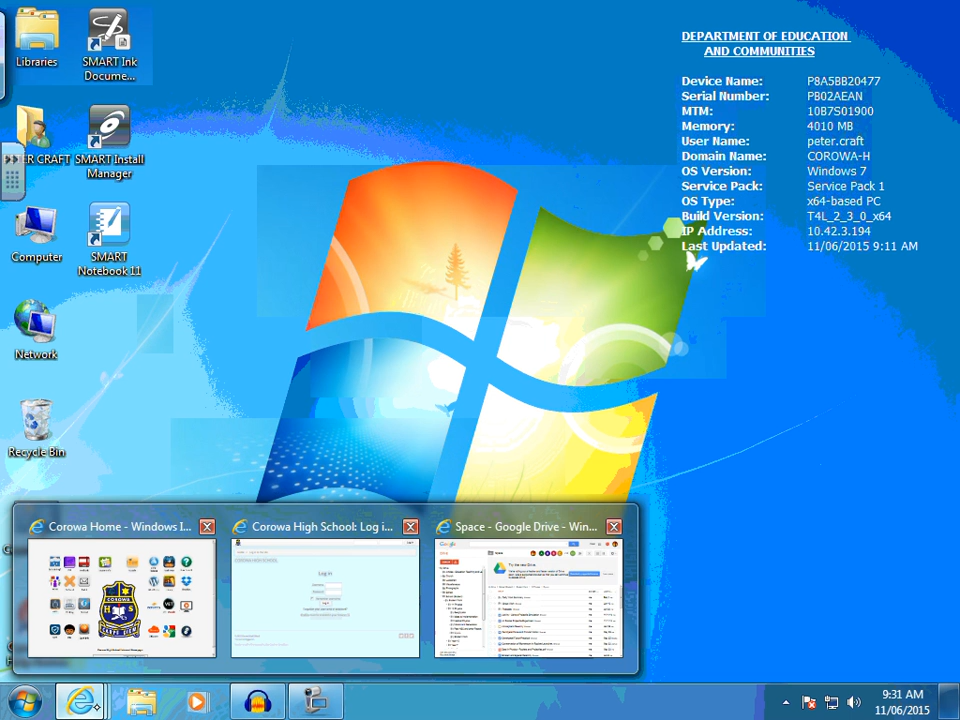 Libraries
SMART Ink
Docume...
DEPARTMENT OF EDUCATION
AND COMMUNITIES
Device Name: P8A5BB20477
Serial Number: PB02AEAN
MTM: 10B7S01900
Memory: 4010 MB
User Name: peter.craft
Domain Name: COROWA-H
OS Version: Windows 7
Service Pack: Service Pack 1
OS Type: x64-based PC
Build Version: T4L_2_3_0_x64
IP Address: 10.42.3.194
Last Updated: 11/06/2015 9:11 AM
ER CRAFT
SMART Install
Manager
Computer
SMART
Notebook 11
Network
Recycle Bin
Corowa Home - Windows I...
Corowa High School: Log i...
Space - Google Drive - Win...
COROWA
H S
Log in
Google
9:31 AM
11/06/2015